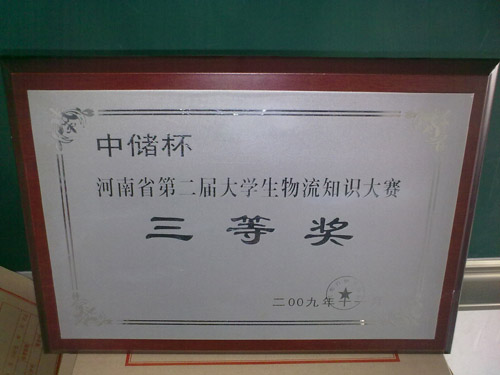 中储杯
河南省第二届大学生物流知识大赛
三等奖
二00九年十